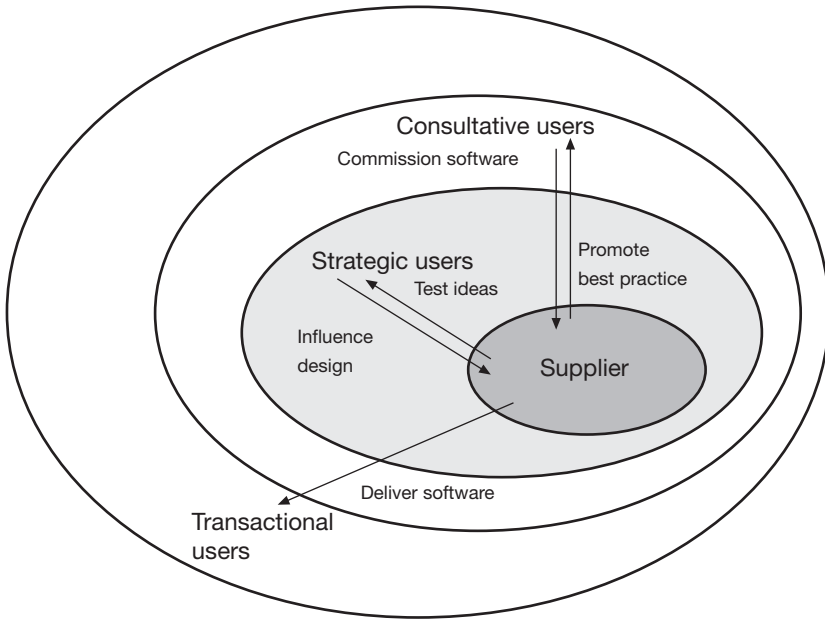 Consultative users
Commission software
Promote
best practice
Strategic users
Test ideas
Influence
design
Supplier
Deliver software
Transactional
users